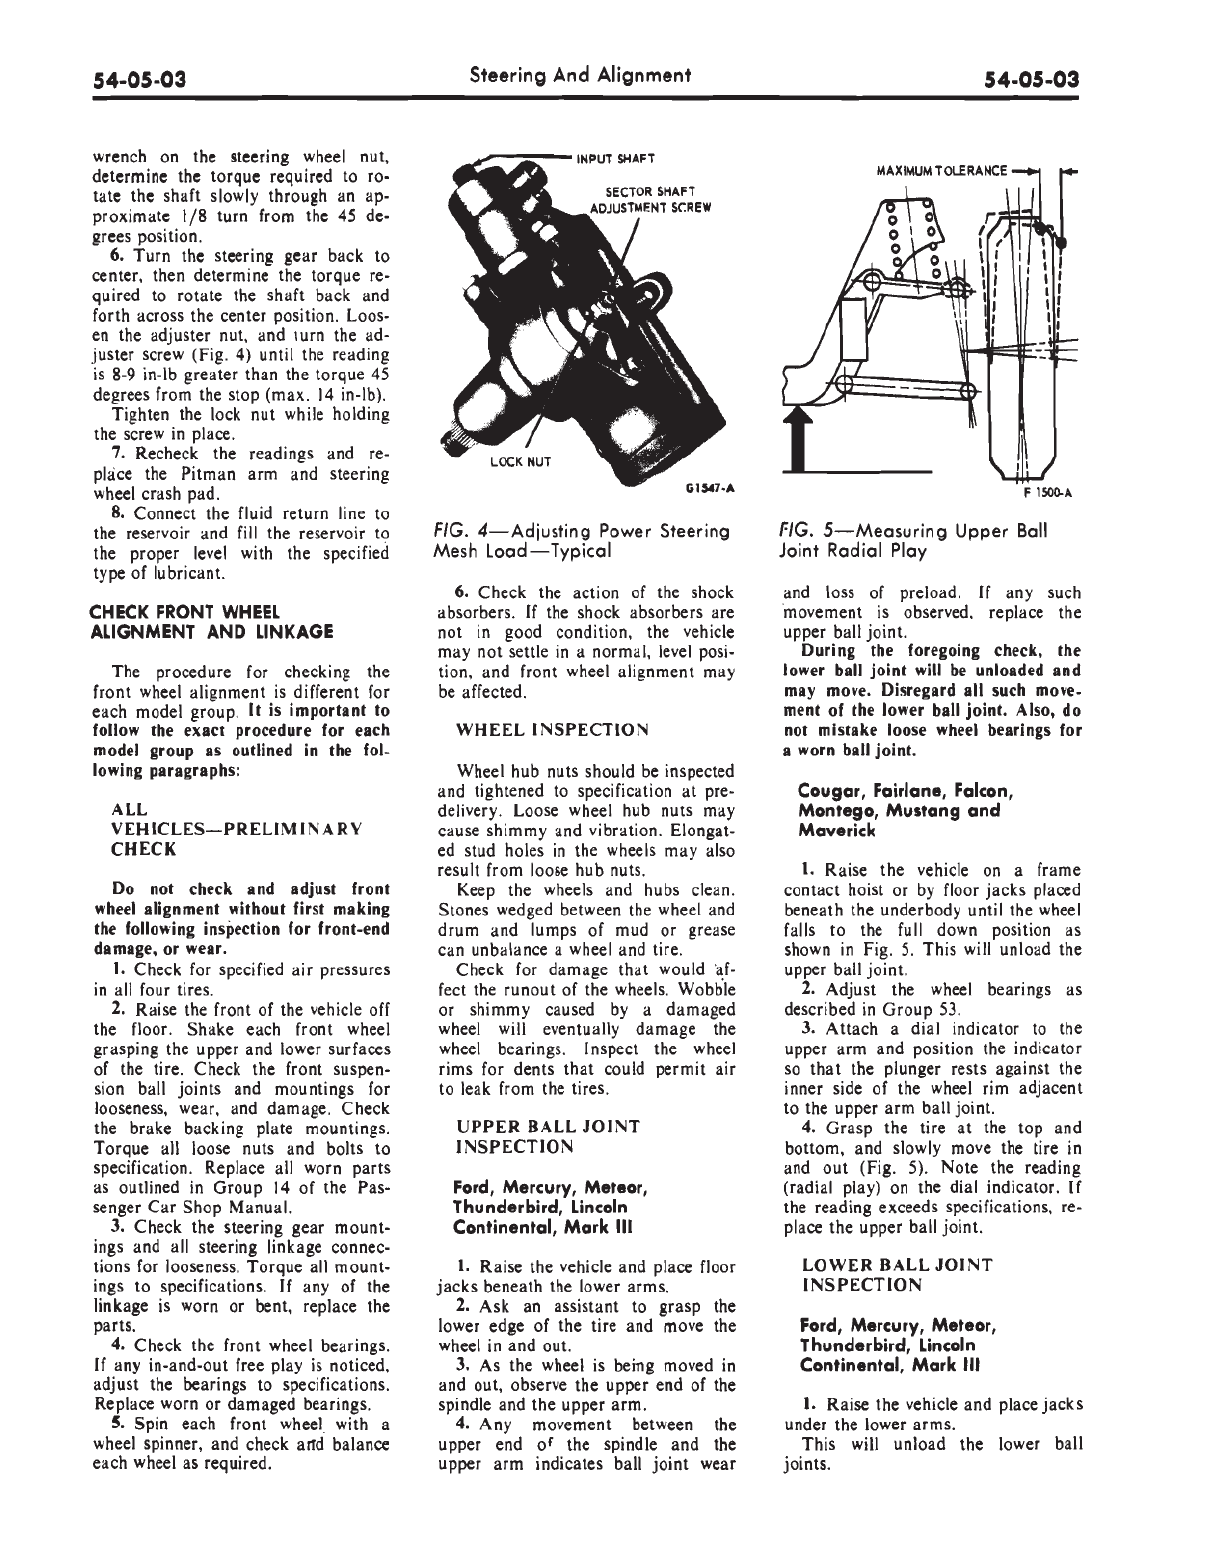 54-05-03
Steering And Alignment
54-05-03
wrench on the steering wheel nut,
determine the torque required to ro-
tate the shaft slowly through an ap-
proximate 1/8 turn from the 45 de-
grees position.
6. Turn the steering gear back to
center, then determine the torque re-
quired to rotate the shaft back and
forth across the center position. Loos-
en the adjuster nut, and turn the ad-
juster screw (Fig. 4) until the reading
is 8-9 in-lb greater than the torque 45
degrees from the stop (max. 14 in-lb).
Tighten the lock nut while holding
the screw in place.
7. Recheck the readings and re-
place the Pitman arm and steering
wheel crash pad.
8. Connect the fluid return line to
the reservoir and fill the reservoir to
the proper level with the specified
type of lubricant.
CHECK FRONT WHEEL
ALIGNMENT AND LINKAGE
The procedure for checking the
front wheel alignment is different for
each model group. It is important to
follow the exact procedure for each
model group as outlined in the fol-
lowing paragraphs:
ALL
VEHICLES—PRELIMINARY
CHECK
Do not check and adjust front
wheel alignment without first making
the following inspection for front-end
damage, or wear.
1. Check for specified air pressures
in all four tires.
2. Raise the front of the vehicle off
the floor. Shake each front wheel
grasping the upper and lower surfaces
of the tire. Check the front suspen-
sion ball joints and mountings for
looseness, wear, and damage. Check
the brake backing plate mountings.
Torque all loose nuts and bolts to
specification. Replace all worn parts
as outlined in Group 14 of the Pas-
senger Car Shop Manual.
3. Check the steering gear mount-
ings and all steering linkage connec-
tions for looseness. Torque all mount-
ings to specifications. If any of the
linkage is worn or bent, replace the
parts.
4. Check the front wheel bearings.
If any in-and-out free play is noticed,
adjust the bearings to specifications.
Replace worn or damaged bearings.
5. Spin each front wheel with a
wheel spinner, and check and balance
each wheel as required.
INPUT SHAFT
SECTOR SHAFT
ADJUSTMENT SCREW
LOCK NUT
G1547-A
FIG. 4—Adjusting Power Steering
Mesh Load—Typical
6. Check the action of the shock
absorbers. If the shock absorbers are
not in good condition, the vehicle
may not settle in a normal, level posi-
tion, and front wheel alignment may
be affected.
WHEEL INSPECTION
Wheel hub nuts should be inspected
and tightened to specification at pre-
delivery. Loose wheel hub nuts may
cause shimmy and vibration. Elongat-
ed stud holes in the wheels may also
result from loose hub nuts.
Keep the wheels and hubs clean.
Stones wedged between the wheel and
drum and lumps of mud or grease
can unbalance a wheel and tire.
Check for damage that would af-
fect the runout of the wheels. Wobble
or shimmy caused by a damaged
wheel will eventually damage the
wheel bearings. Inspect the wheel
rims for dents that could permit air
to leak from the tires.
UPPER BALL JOINT
INSPECTION
Ford, Mercury, Meteor,
Thunderbird, Lincoln
Continental, Mark III
1. Raise the vehicle and place floor
jacks beneath the lower arms.
2. Ask an assistant to grasp the
lower edge of the tire and move the
wheel in and out.
3. As the wheel is being moved in
and out, observe the upper end of the
spindle and the upper arm.
4. Any movement between the
upper end of the spindle and the
upper arm indicates ball joint wear
MAXIMUM TOLERANCE
F 1500-A
FIG. 5—Measuring Upper Ball
Joint Radial Play
and loss of preload. If any such
movement is observed, replace the
upper ball joint.
During the foregoing check, the
lower ball joint will be unloaded and
may move. Disregard all such move-
ment of the lower ball joint. Also, do
not mistake loose wheel bearings for
a worn ball joint.
Cougar, Fairlane, Falcon,
Montego, Mustang and
Maverick
1. Raise the vehicle on a frame
contact hoist or by floor jacks placed
beneath the underbody until the wheel
falls to the full down position as
shown in Fig. 5. This will unload the
upper ball joint.
2. Adjust the wheel bearings as
described in Group 53.
3. Attach a dial indicator to the
upper arm and position the indicator
so that the plunger rests against the
inner side of the wheel rim adjacent
to the upper arm ball joint.
4. Grasp the tire at the top and
bottom, and slowly move the tire in
and out (Fig. 5). Note the reading
(radial play) on the dial indicator. If
the reading exceeds specifications, re-
place the upper ball joint.
LOWER BALL JOINT
INSPECTION
Ford, Mercury, Meteor,
Thunderbird, Lincoln
Continental, Mark III
1. Raise the vehicle and place jacks
under the lower arms.
This will unload the lower ball
joints.